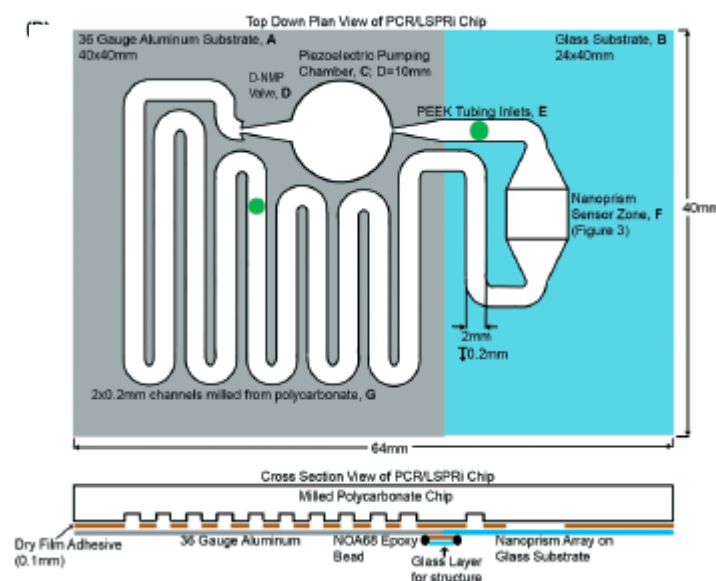 Top Down Plan View of PCR/LSPRi Chip
36 Gauge Aluminum Substrate, A
40x40mm
Piezoelectric Pumping
Chamber, C; D=10mm
Glass Substrate, B
24x40mm
D-NMP
Valve, D
PEEK Tubing Inlets, E
Nanoprism
Sensor Zone, F
(Figure 3)
40mm
2mm
0.2mm
2x0.2mm channels milled from polycarbonate, G
64mm
Cross Section View of PCR/LSPRi Chip
Milled Polycarbonate Chip
Dry Film Adhesive
(0.1mm)
36 Gauge Aluminum
NOA68 Epoxy
Bead
Glass Layer
for structure
Nanoprism Array on
Glass Substrate